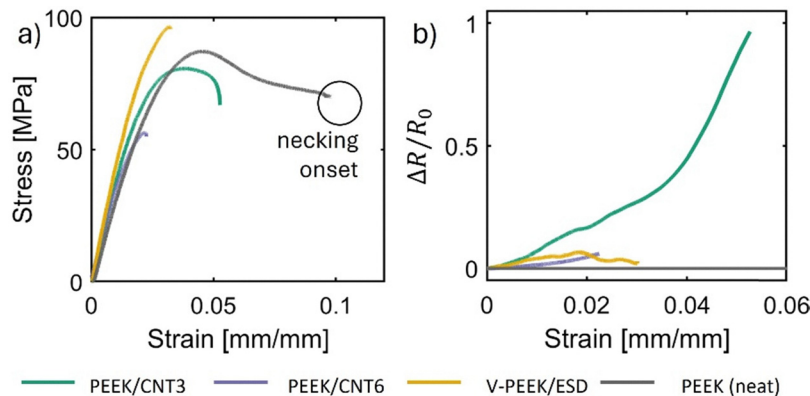 a)
100
50
0
Stress [MPa]
necking
onset
0
0.05
0.1
Strain [mm/mm]
b)
1
0.5
0
ΔR/R₀
0
0.02
0.04
0.06
Strain [mm/mm]
PEEK/CNT3
PEEK/CNT6
V-PEEK/ESD
PEEK (neat)